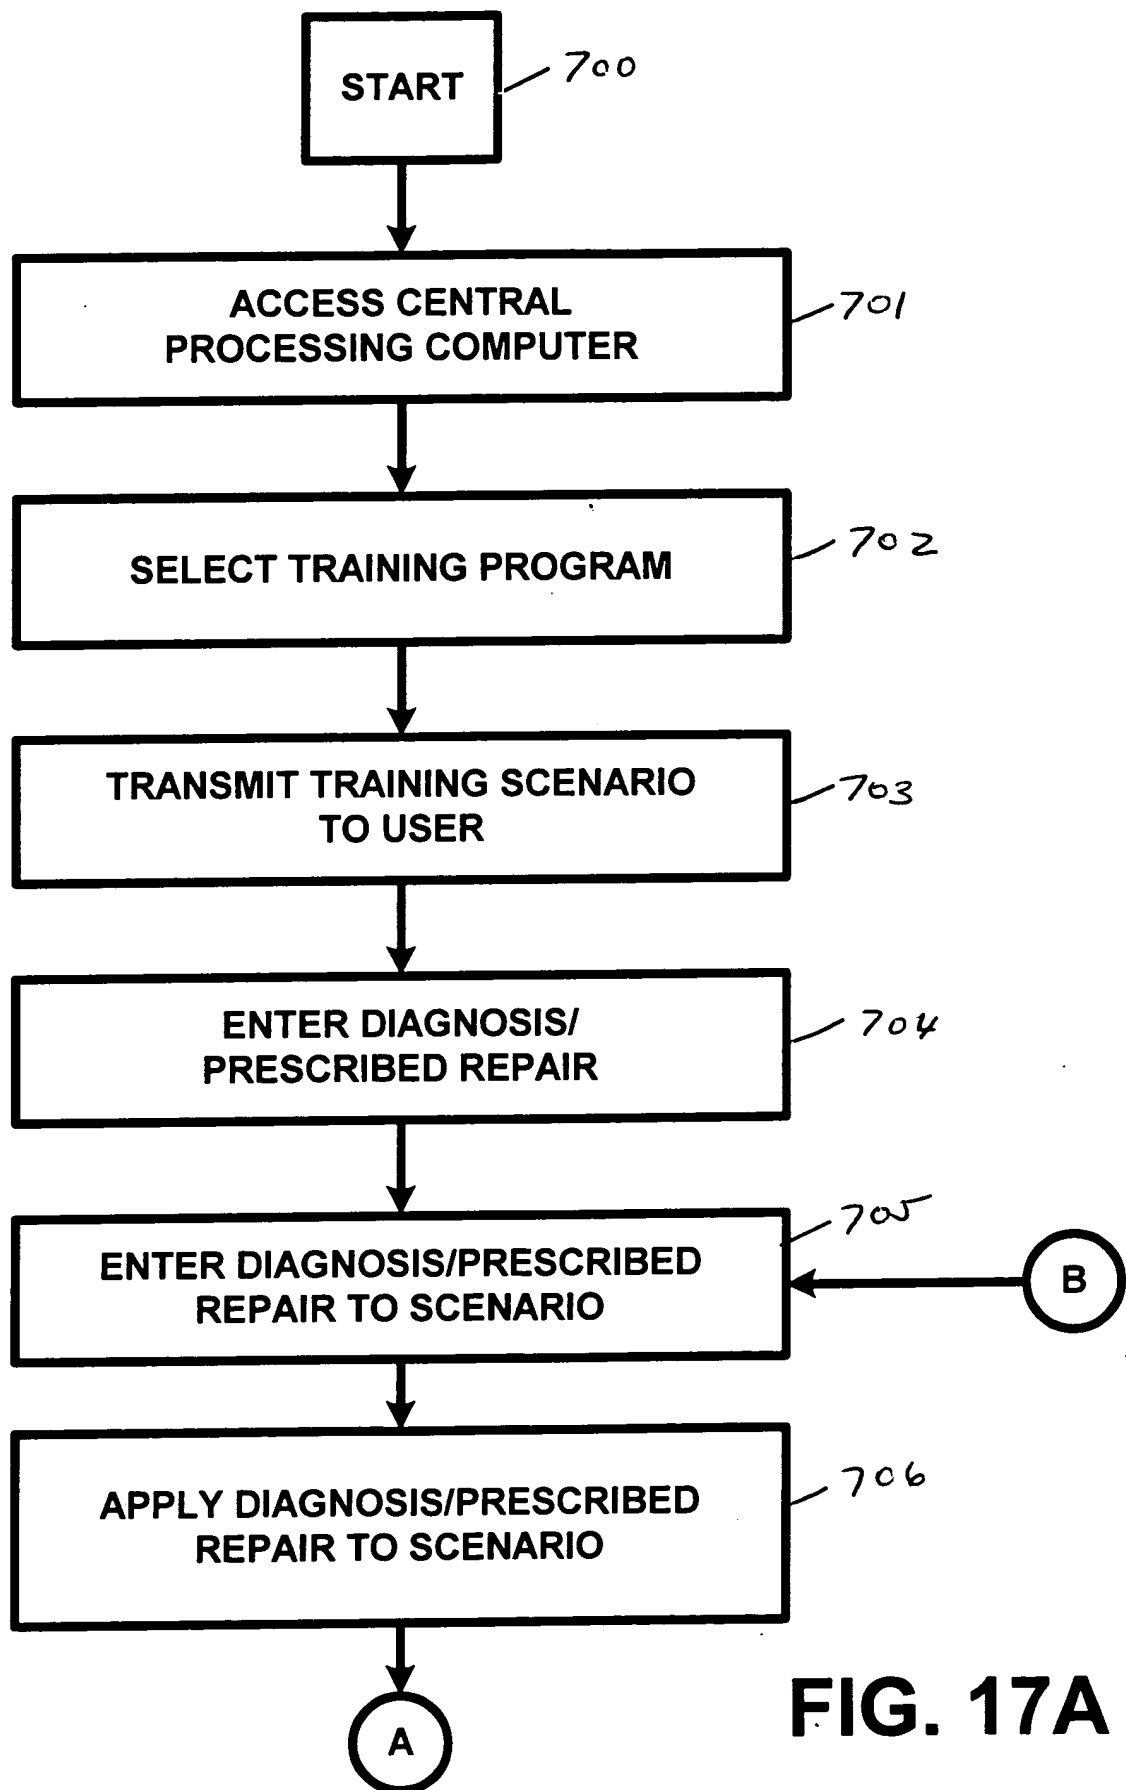 START
700
ACCESS CENTRAL
PROCESSING COMPUTER
701
SELECT TRAINING PROGRAM
702
TRANSMIT TRAINING SCENARIO
TO USER
703
ENTER DIAGNOSIS/
PRESCRIBED REPAIR
704
ENTER DIAGNOSIS/PRESCRIBED
REPAIR TO SCENARIO
705
B
APPLY DIAGNOSIS/PRESCRIBED
REPAIR TO SCENARIO
706
A
FIG. 17A